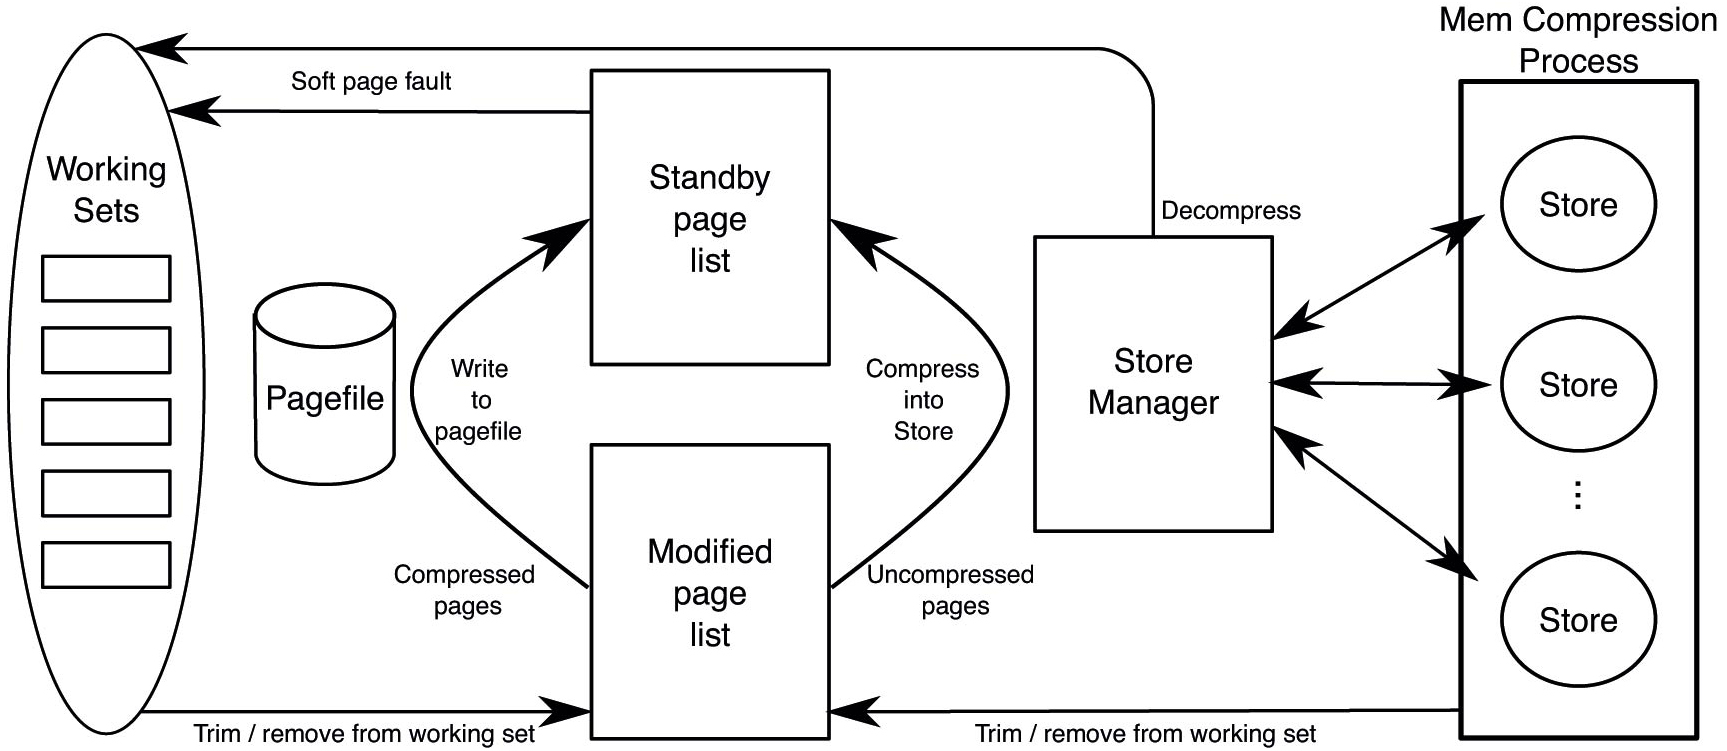 Mem Compression
Process
Soft page fault
Working
Sets
Standby
page
list
Decompress
Store
Pagefile
Write
to
pagefile
Compress
into
Store
Store
Manager
Store
⋮
Compressed
pages
Modified
page
list
Uncompressed
pages
Store
Trim / remove from working set
Trim / remove from working set